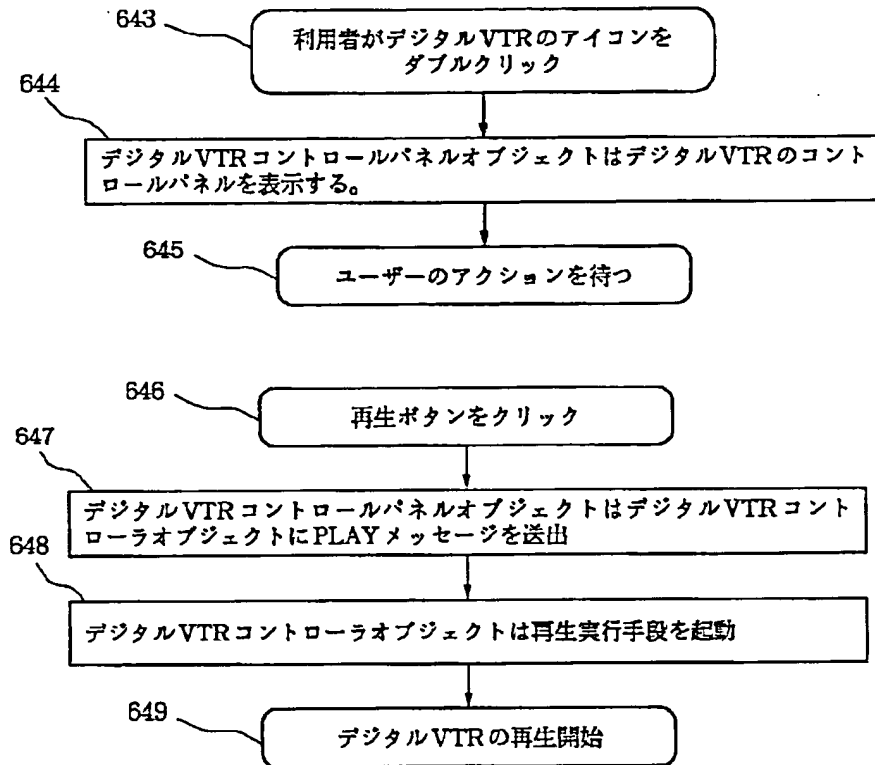 643
利用者がデジタルVTRのアイコンを
ダブルクリック
644
デジタルVTRコントロールパネルオブジェクトはデジタルVTRのコント
ロールパネルを表示する。
645
ユーザーのアクションを待つ
646
再生ボタンをクリック
647
デジタルVTRコントロールパネルオブジェクトはデジタルVTRコント
ローラオブジェクトにPLAYメッセージを送出
648
デジタルVTRコントローラオブジェクトは再生実行手段を起動
649
デジタルVTRの再生開始